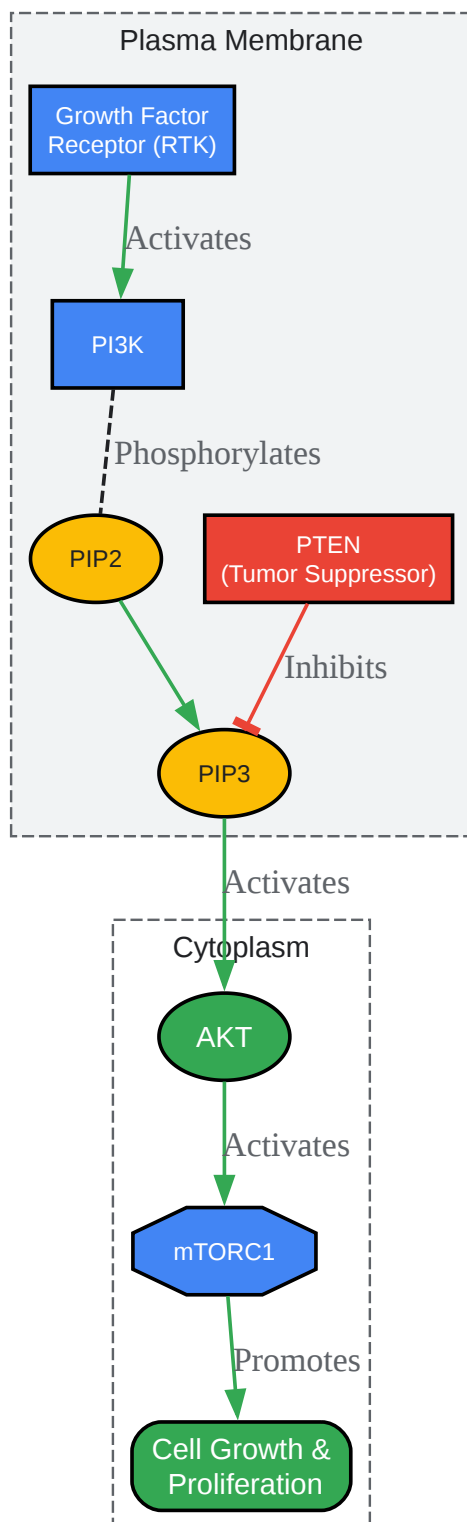 Plasma Membrane
Growth Factor
Receptor (RTK)
Activates
PI3K
Phosphorylates
PIP2
PTEN
(Tumor Suppressor)
Inhibits
PIP3
Activates
Cytoplasm
AKT
Activates
mTORC1
Promotes
Cell Growth &
Proliferation